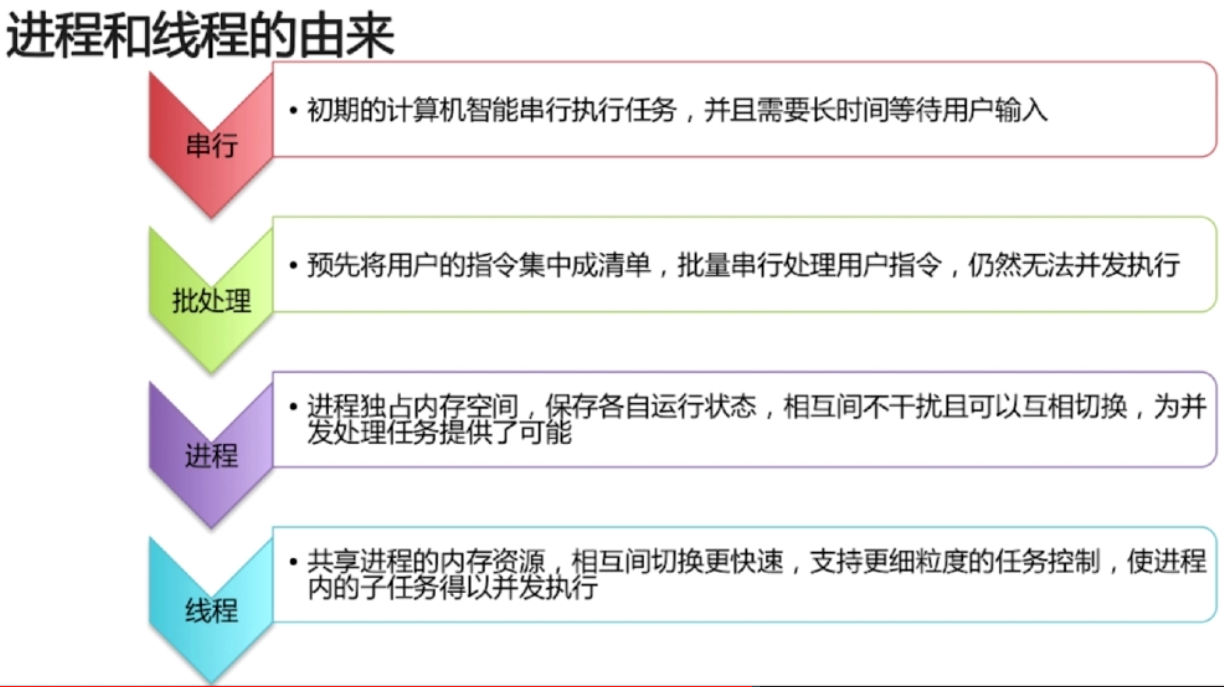 进程和线程的由来
串行
• 初期的计算机智能串行执行任务，并且需要长时间等待用户输入
批处理
• 预先将用户的指令集中成清单，批量串行处理用户指令，仍然无法并发执行
进程
• 进程独占内存空间，保存各自运行状态，相互间不干扰且可以互相切换，为并
发处理任务提供了可能
线程
• 共享进程的内存资源，相互间切换更快速，支持更细粒度的任务控制，使进程
内的子任务得以并发执行